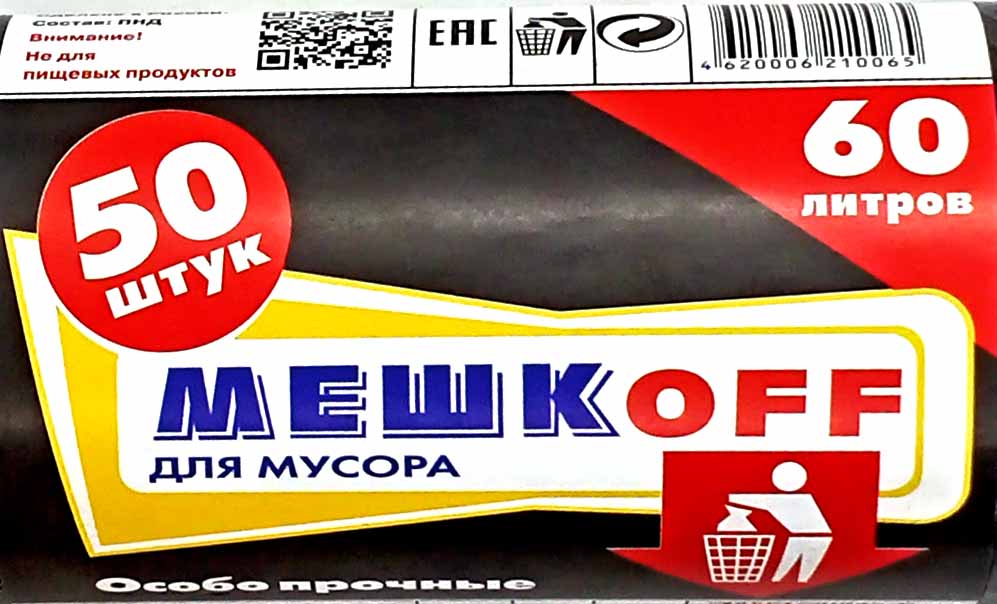 Состав: ПНД
Внимание!
Не для
пищевых продуктов
EAC
4 620006 210065
50
штук
60
литров
МЕШКOFF
ДЛЯ МУСОРА
Особо прочные